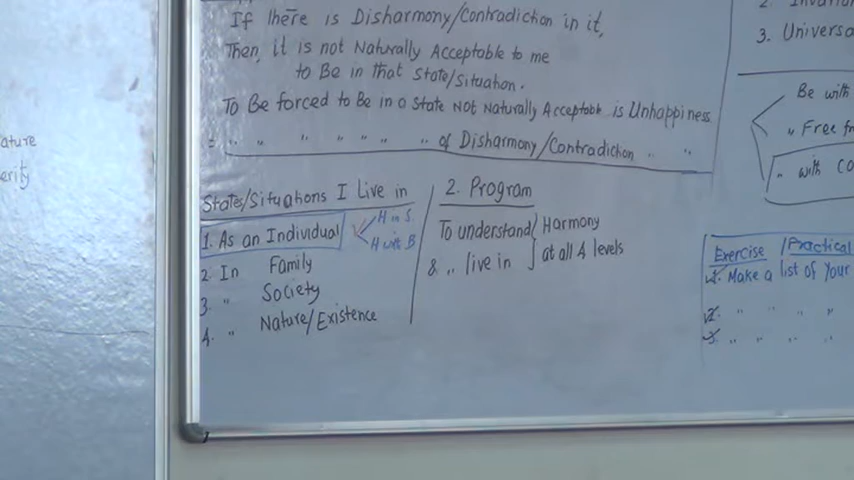 If there is Disharmony/Contradiction in it,
Then, it is not Naturally Acceptable to me
to Be in that State/Situation.
To Be forced to Be in a State Not Naturally Acceptable is Unhappiness
= " " " " " " " of Disharmony/Contradiction " "
States/Situations I Live in
1. As an Individual
H in S
H with B
2. In Family
3. " Society
4. " Nature/Existence
2. Program
To understand
& " live in
Harmony
at all 4 levels
3. Universa
Be with
" Free
" with Co
Exercise / Practical
1. Make a list of Your
2. " " " "
3. " " " "
ature